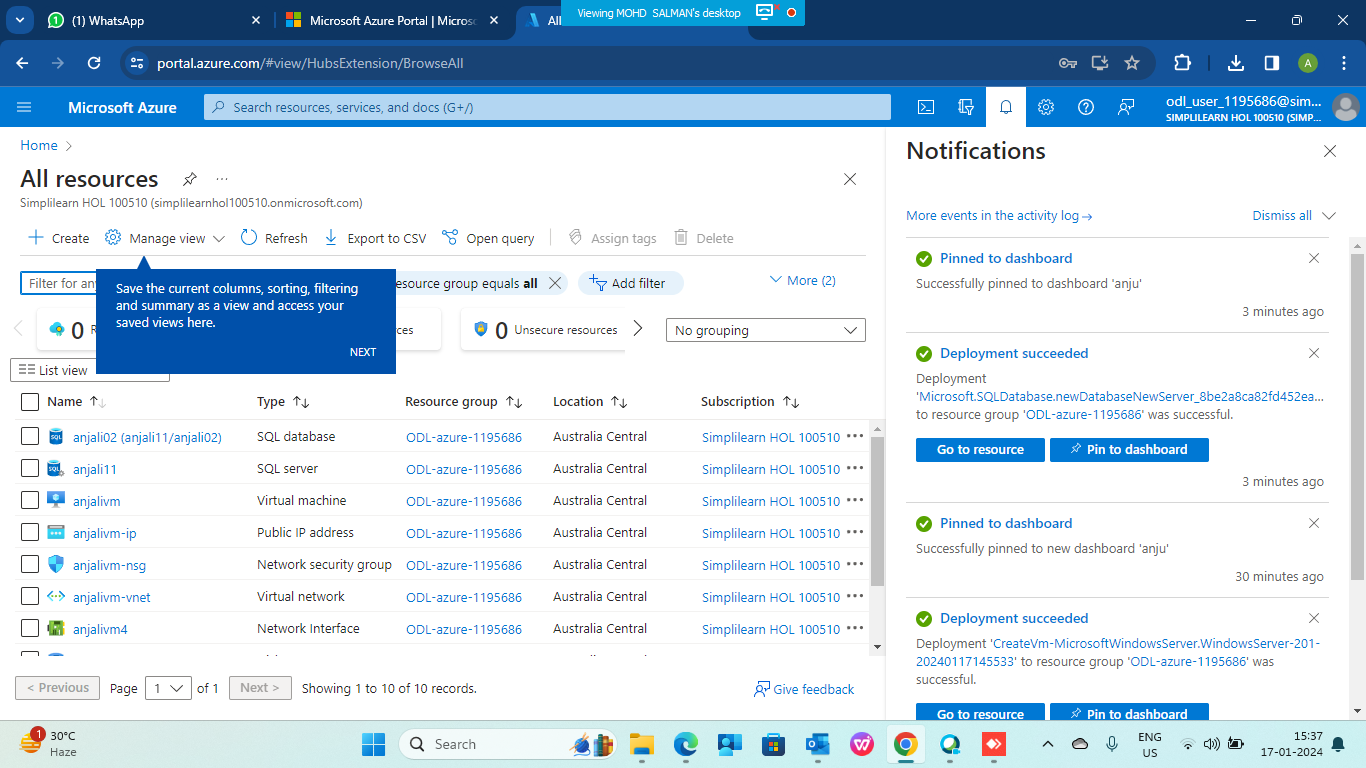 (1) WhatsApp
Microsoft Azure Portal | Micros
All
Viewing MOHD SALMAN's desktop
portal.azure.com/#view/HubsExtension/BrowseAll
A
Microsoft Azure
Search resources, services, and docs (G+/)
odl_user_1195686@sim...
SIMPLILEARN HOL 100510 (SIMP...
Home
All resources
Simplilearn HOL 100510 (simplilearnhol100510.onmicrosoft.com)
Create
Manage view
Refresh
Export to CSV
Open query
Assign tags
Delete
Filter for any
Save the current columns, sorting, filtering
and summary as a view and access your
saved views here.
NEXT
esource group equals all
Add filter
More (2)
0
0 Unsecure resources
No grouping
List view
Name Type Resource group Location Subscription
anjali02 (anjali11/anjali02) SQL database ODL-azure-1195686 Australia Central Simplilearn HOL 100510
anjali11 SQL server ODL-azure-1195686 Australia Central Simplilearn HOL 100510
anjalivm Virtual machine ODL-azure-1195686 Australia Central Simplilearn HOL 100510
anjalivm-ip Public IP address ODL-azure-1195686 Australia Central Simplilearn HOL 100510
anjalivm-nsg Network security group ODL-azure-1195686 Australia Central Simplilearn HOL 100510
anjalivm-vnet Virtual network ODL-azure-1195686 Australia Central Simplilearn HOL 100510
anjalivm4 Network Interface ODL-azure-1195686 Australia Central Simplilearn HOL 100510
< Previous Page 1 of 1 Next > Showing 1 to 10 of 10 records.
Give feedback
Notifications
More events in the activity log →
Dismiss all
Pinned to dashboard
Successfully pinned to dashboard 'anju'
3 minutes ago
Deployment succeeded
Deployment
'Microsoft.SQLDatabase.newDatabaseNewServer_8be2a8ca82fd452ea...
to resource group 'ODL-azure-1195686' was successful.
Go to resource
Pin to dashboard
3 minutes ago
Pinned to dashboard
Successfully pinned to new dashboard 'anju'
30 minutes ago
Deployment succeeded
Deployment 'CreateVm-MicrosoftWindowsServer.WindowsServer-201-
20240117145533' to resource group 'ODL-azure-1195686' was
successful.
Go to resource
Pin to dashboard
1
30°C
Haze
Search
ENG
US
15:37
17-01-2024